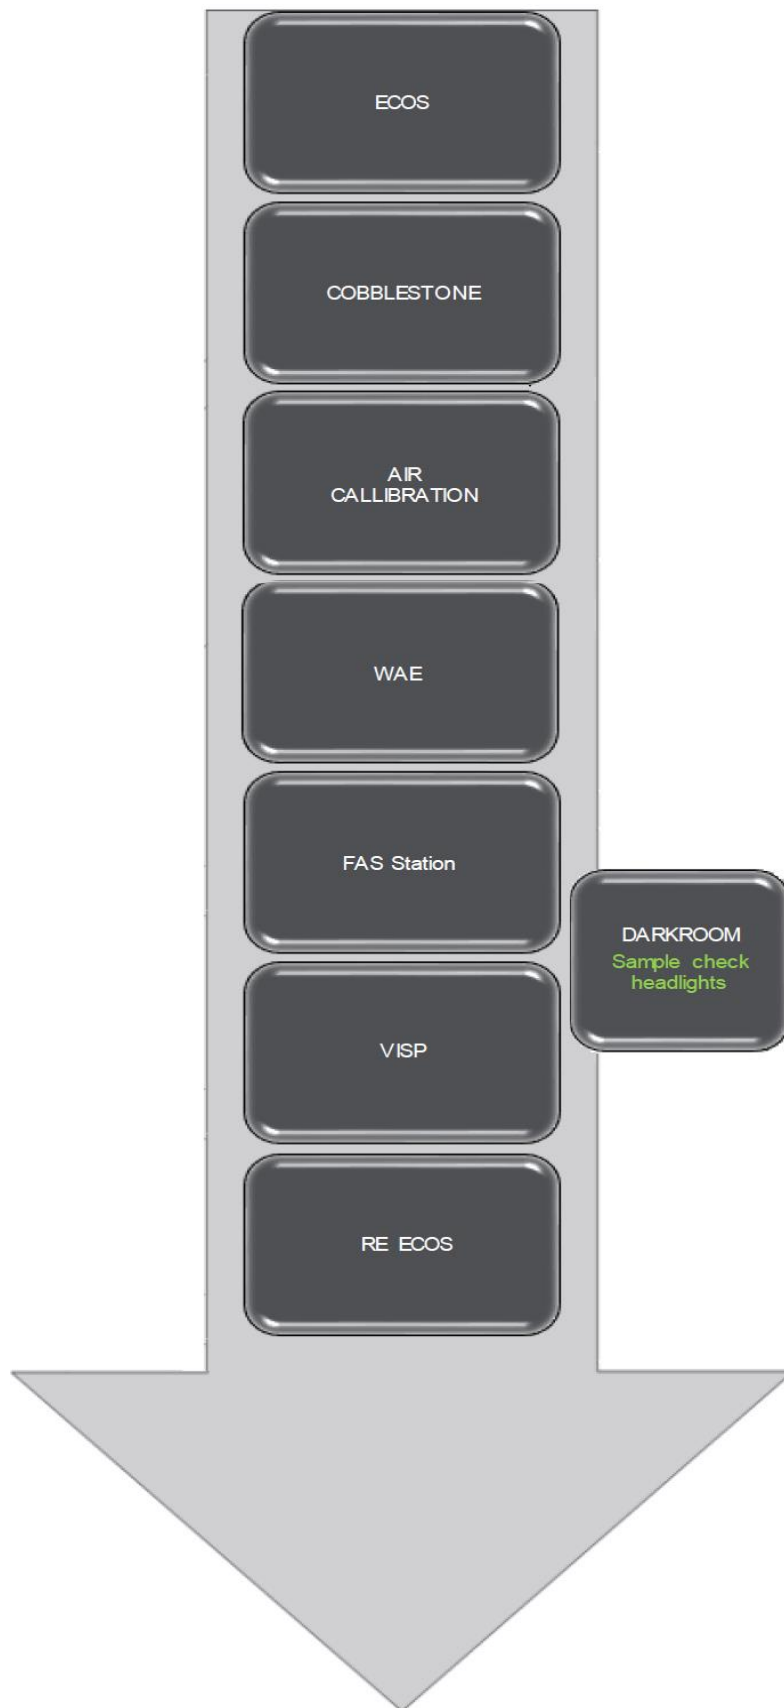 ECOS
COBBLESTONE
AIR
CALLIBRATION
WAE
FAS Station
DARKROOM
Sample check
headlights
VISP
RE ECOS